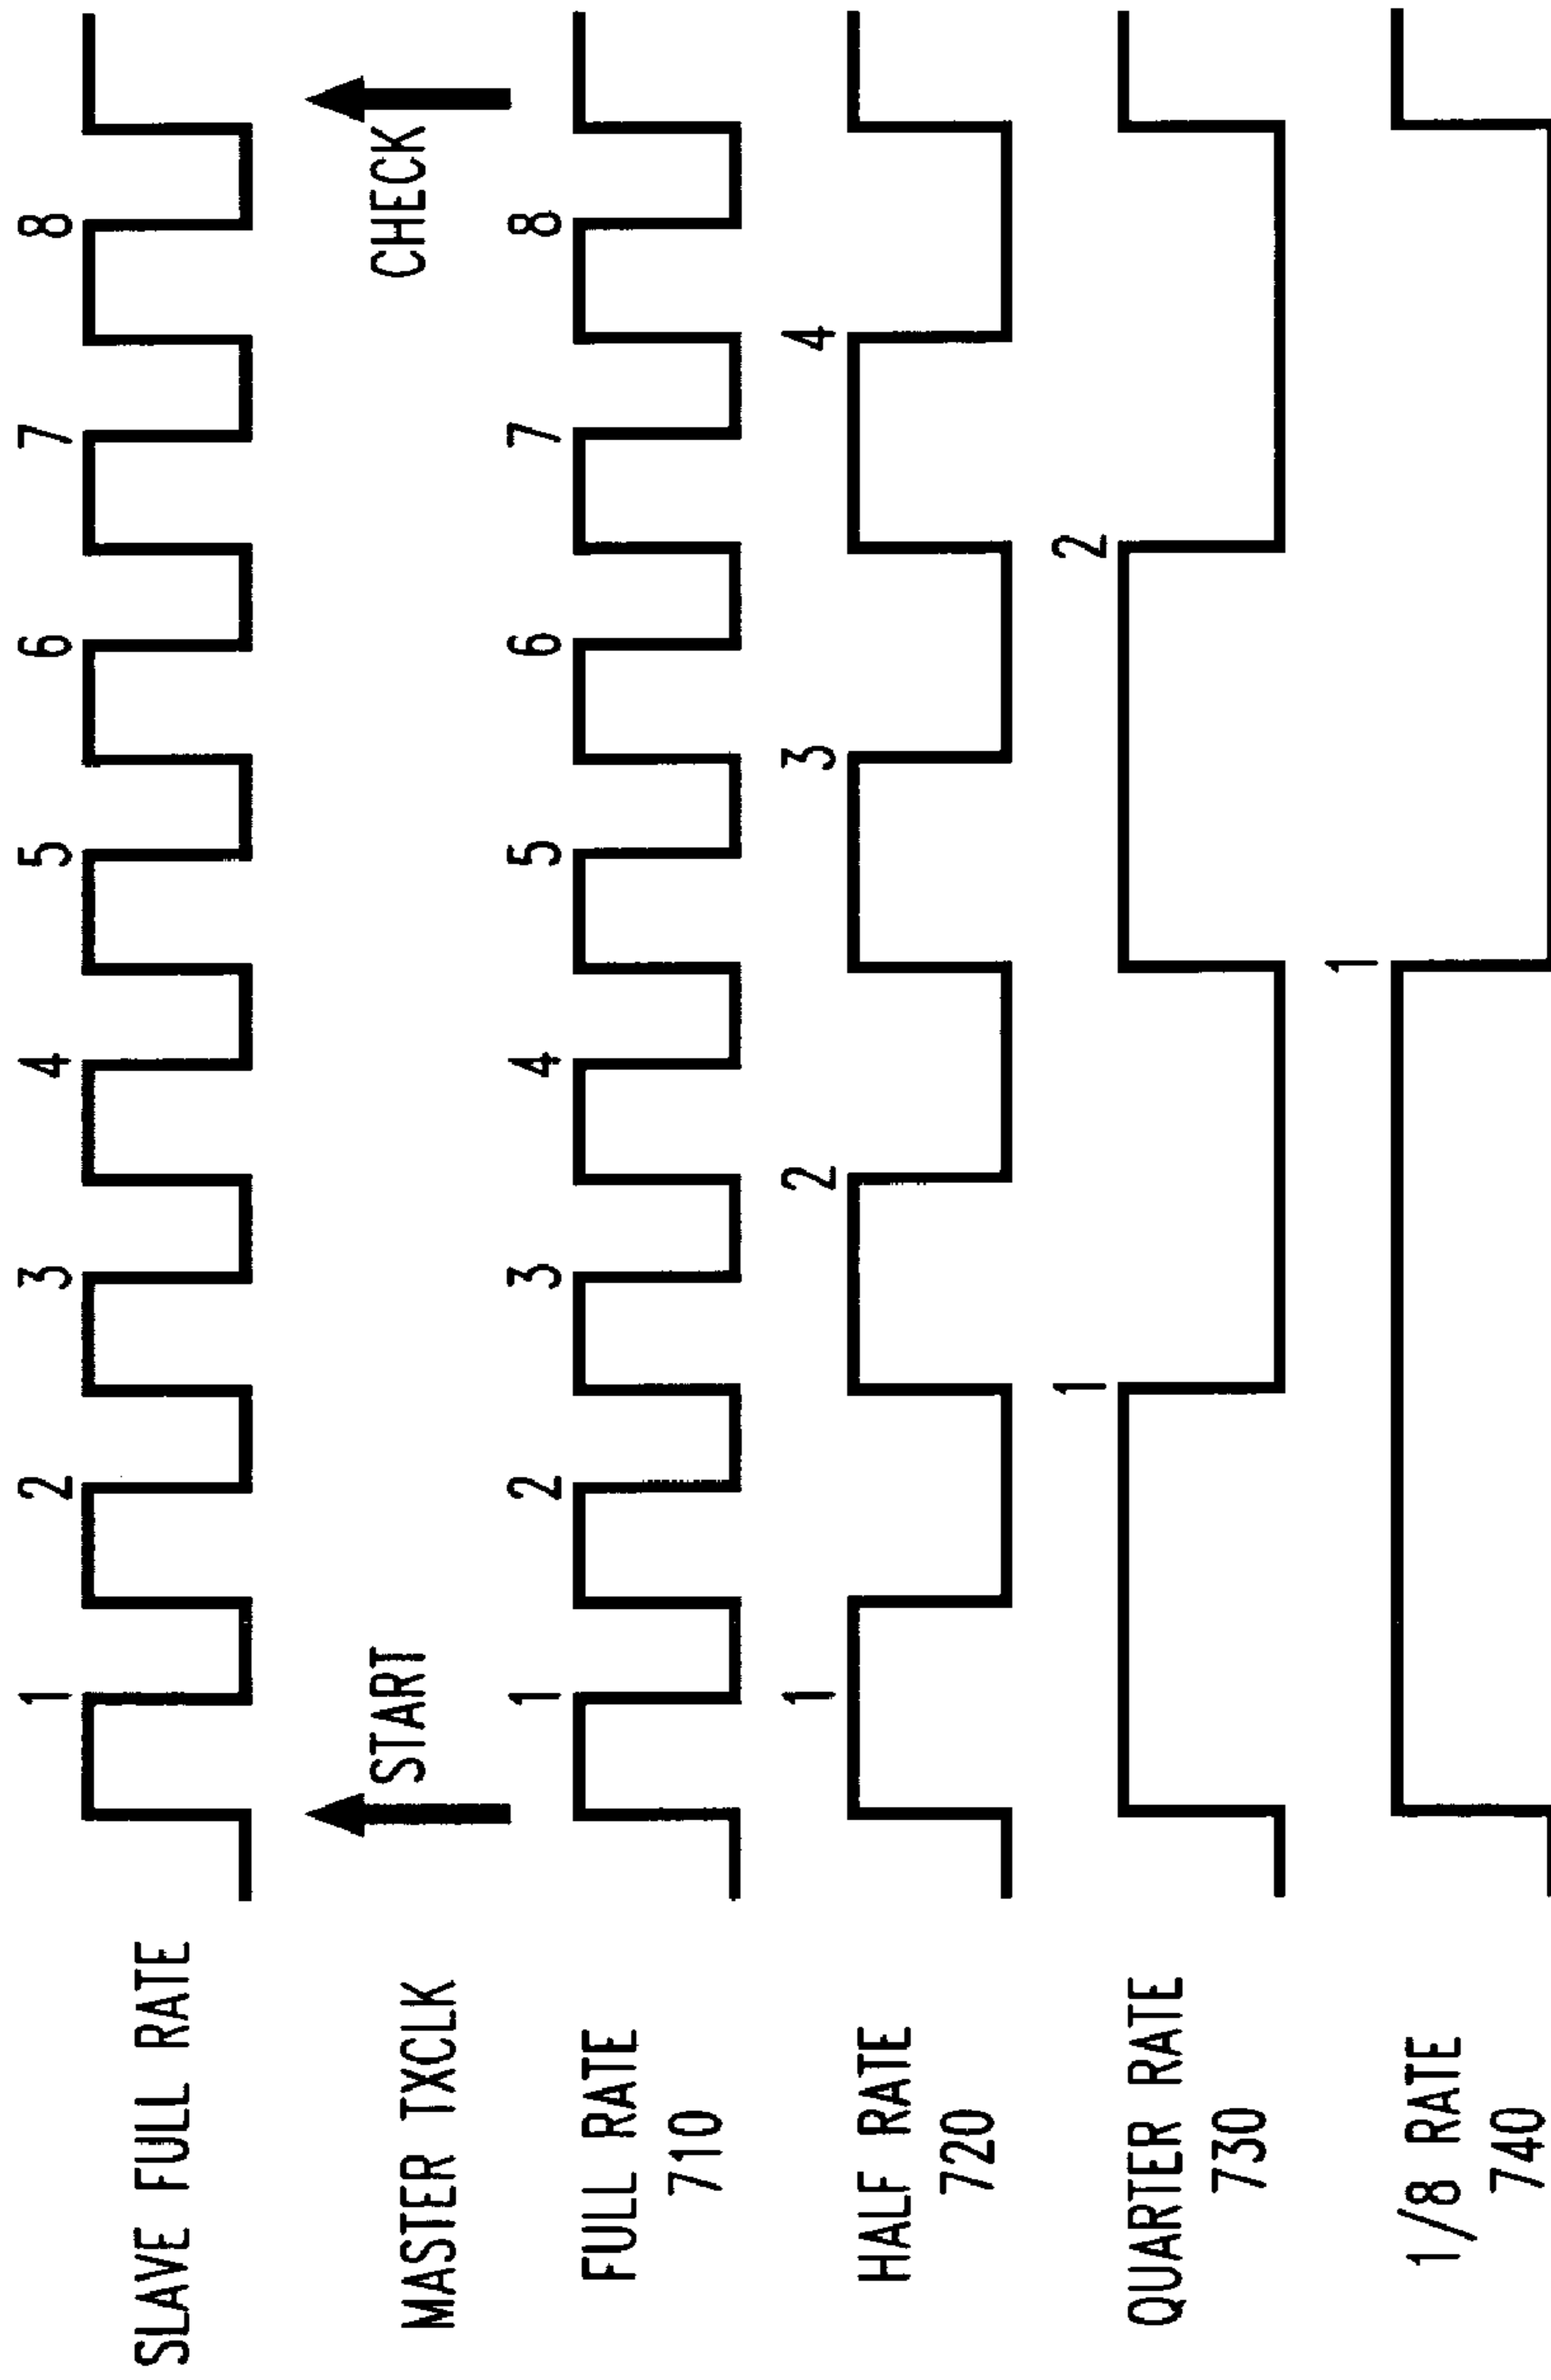 SLAVE FULL RATE
1 2 3 4 5 6 7 8
MASTER TXCLK
START
CHECK
FULL RATE
710
1 2 3 4 5 6 7 8
HALF RATE
720
1 2 3 4
QUARTER RATE
730
1 2
1/8 RATE
740
1